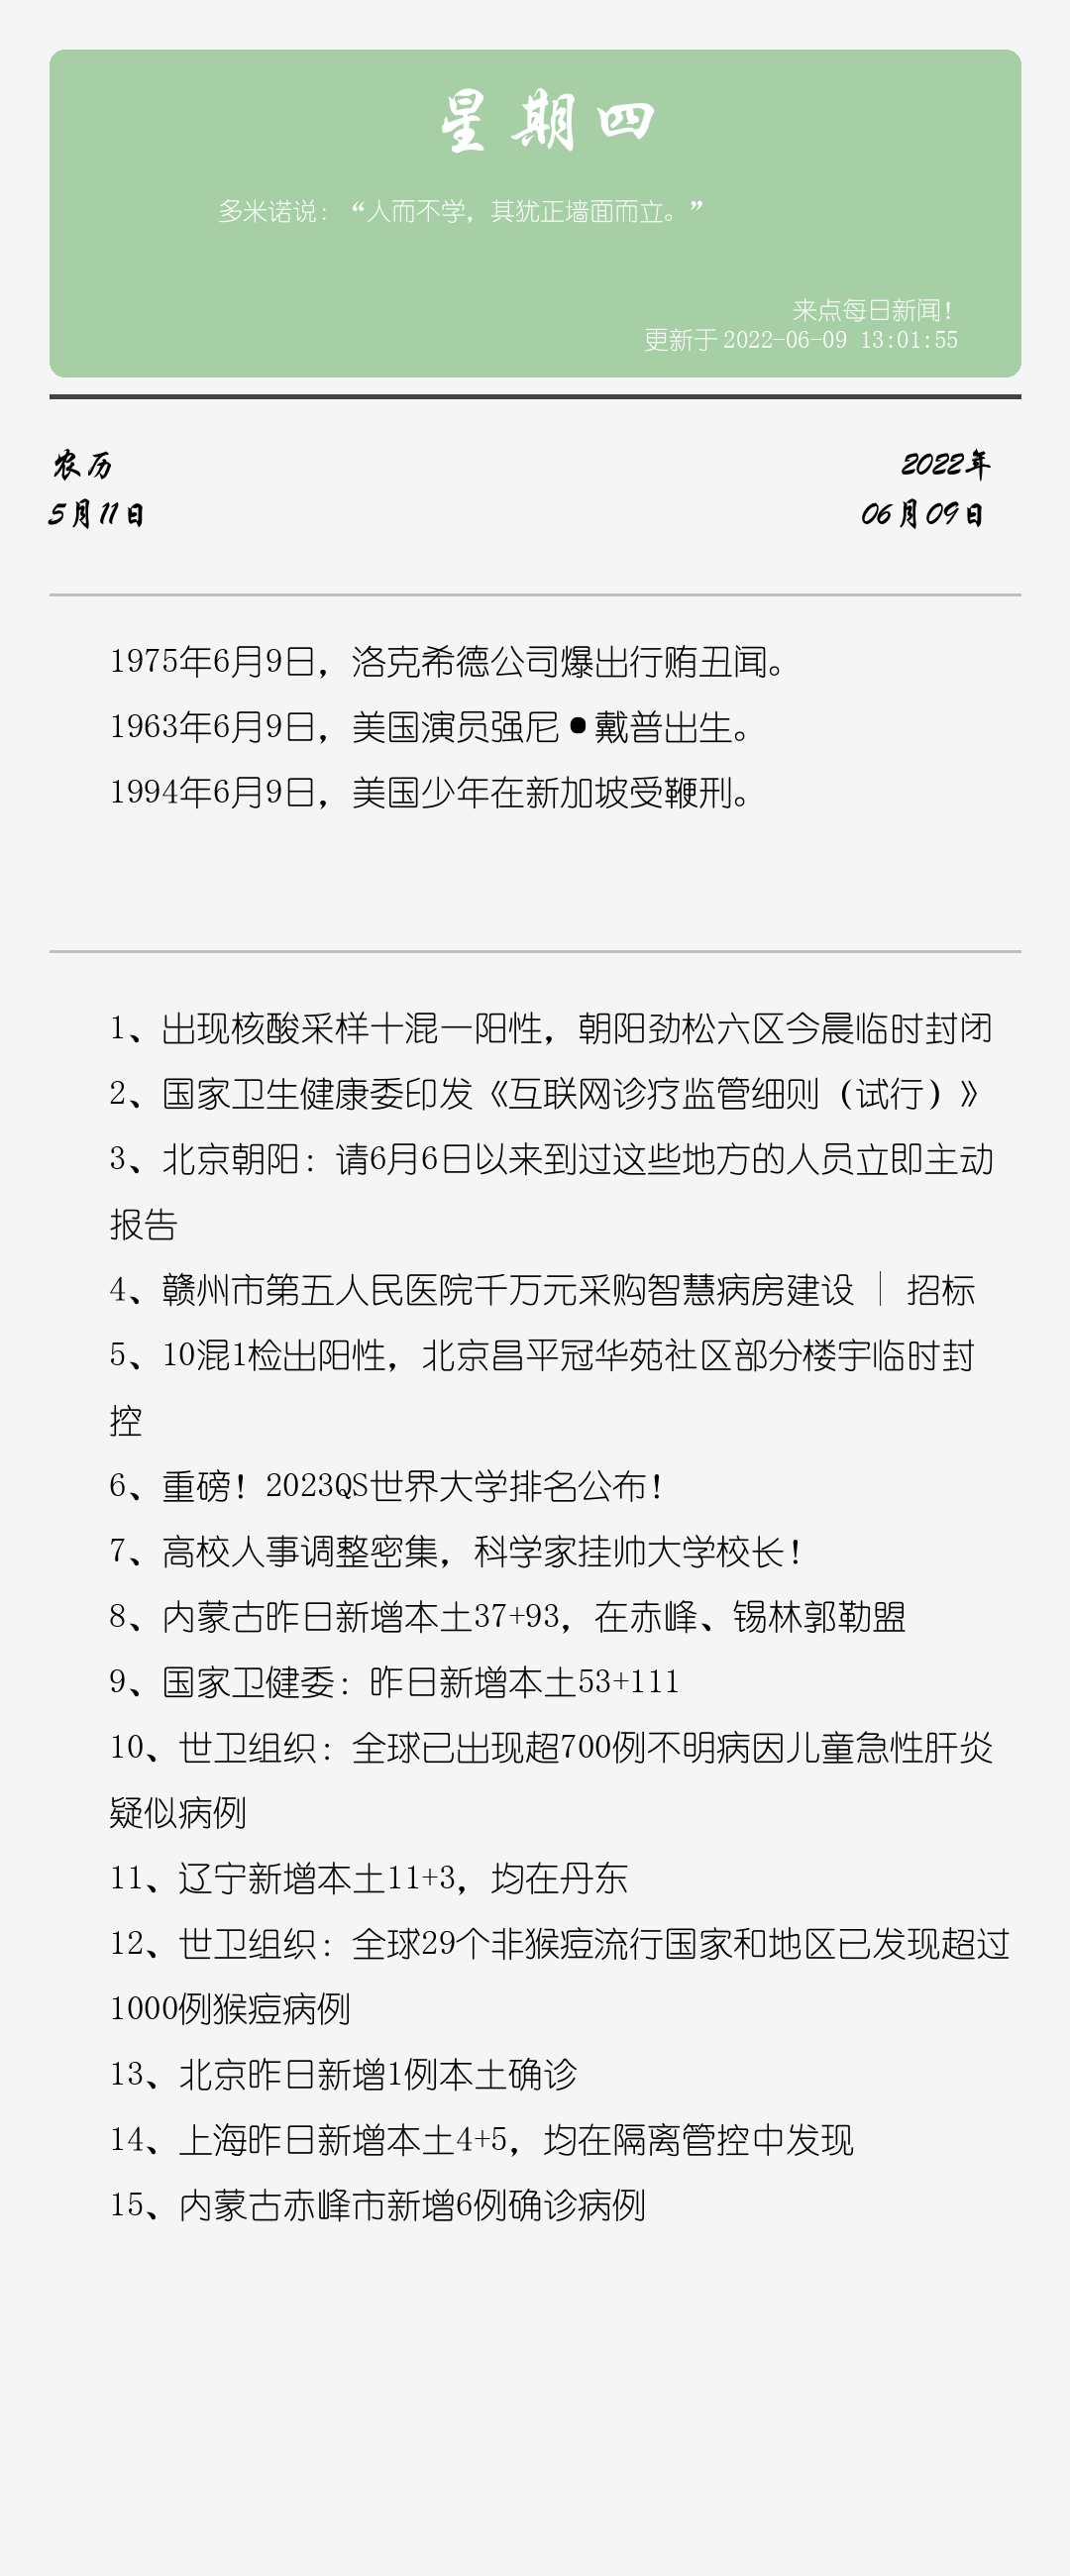 星期四
多米诺说：“人而不学，其犹正墙面而立。”
来点每日新闻！
更新于 2022-06-09 13:01:55
农历
5月11日
2022年
06月09日
1975年6月9日，洛克希德公司爆出行贿丑闻。
1963年6月9日，美国演员强尼•戴普出生。
1994年6月9日，美国少年在新加坡受鞭刑。
1、出现核酸采样十混一阳性，朝阳劲松六区今晨临时封闭
2、国家卫生健康委印发《互联网诊疗监管细则（试行）》
3、北京朝阳：请6月6日以来到过这些地方的人员立即主动
报告
4、赣州市第五人民医院千万元采购智慧病房建设 | 招标
5、10混1检出阳性，北京昌平冠华苑社区部分楼宇临时封
控
6、重磅！2023QS世界大学排名公布！
7、高校人事调整密集，科学家挂帅大学校长！
8、内蒙古昨日新增本土37+93，在赤峰、锡林郭勒盟
9、国家卫健委：昨日新增本土53+111
10、世卫组织：全球已出现超700例不明病因儿童急性肝炎
疑似病例
11、辽宁新增本土11+3，均在丹东
12、世卫组织：全球29个非猴痘流行国家和地区已发现超过
1000例猴痘病例
13、北京昨日新增1例本土确诊
14、上海昨日新增本土4+5，均在隔离管控中发现
15、内蒙古赤峰市新增6例确诊病例